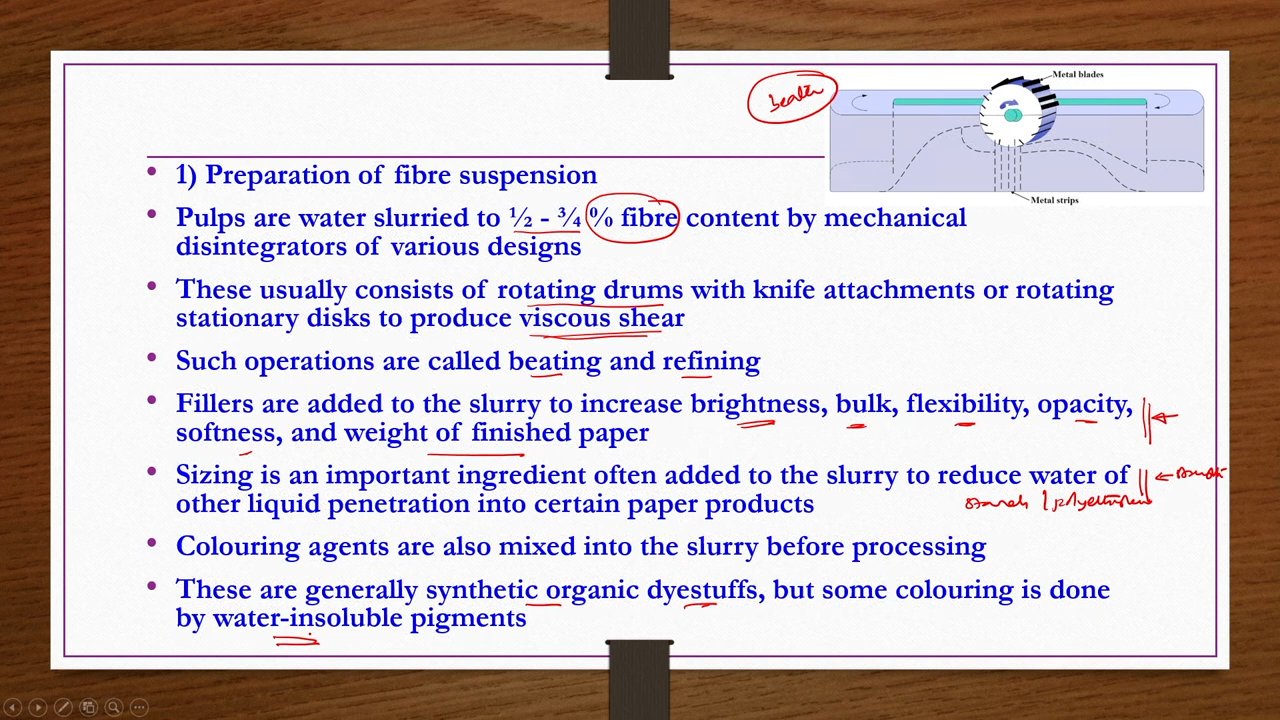 Metal blades
beater
Metal strips
1) Preparation of fibre suspension
Pulps are water slurried to ½ - ¾ % fibre content by mechanical
disintegrators of various designs
These usually consists of rotating drums with knife attachments or rotating
stationary disks to produce viscous shear
Such operations are called beating and refining
Fillers are added to the slurry to increase brightness, bulk, flexibility, opacity,
softness, and weight of finished paper
Sizing is an important ingredient often added to the slurry to reduce water of
other liquid penetration into certain paper products
Colouring agents are also mixed into the slurry before processing
These are generally synthetic organic dyestuffs, but some colouring is done
by water-insoluble pigments